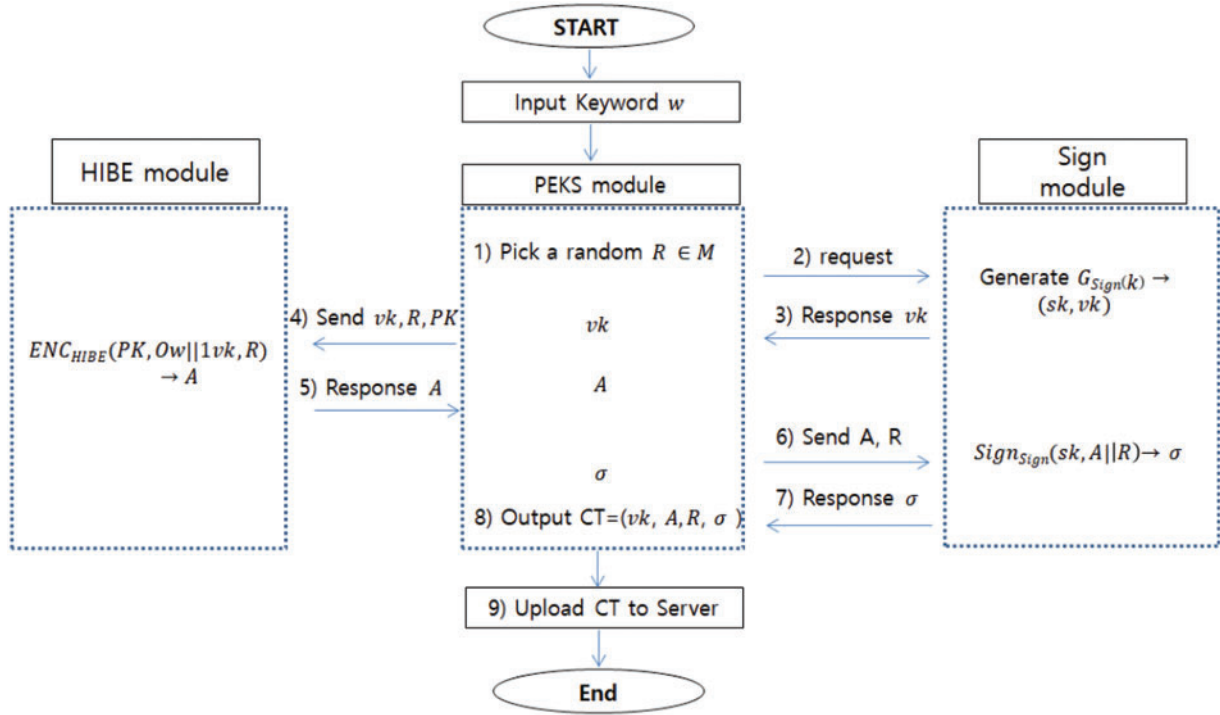 START
Input Keyword w
HIBE module
PEKS module
Sign
module
1) Pick a random R ∈ M
2) request
Generate G_Sign(k) →
(sk, vk)
4) Send vk, R, PK
vk
3) Response vk
ENC_HIBE(PK, Ow||1vk, R)
→ A
5) Response A
A
6) Send A, R
Sign_Sign(sk, A||R)→ σ
σ
7) Response σ
8) Output CT=(vk, A,R, σ )
9) Upload CT to Server
End